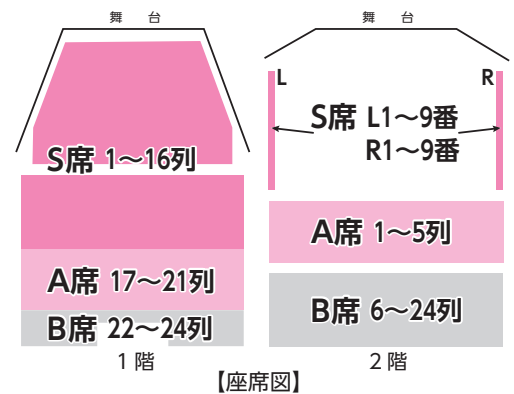 舞 台
S席 1～16列
A席 17～21列
B席 22～24列
1階
舞 台
L
R
S席 L1～9番
R1～9番
A席 1～5列
B席 6～24列
2階
【座席図】